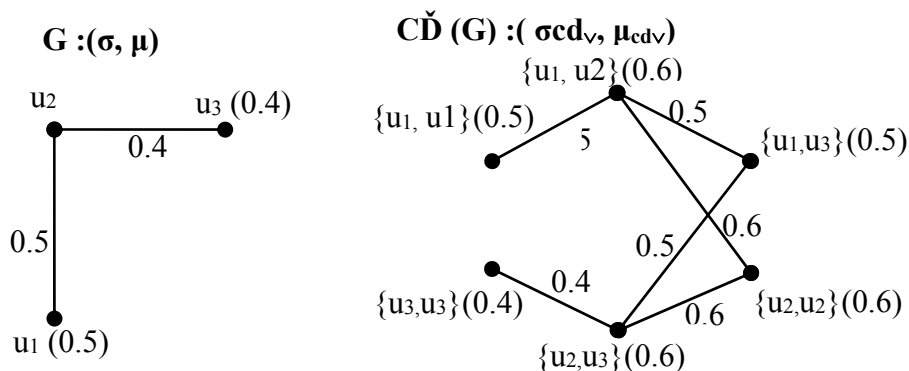 G :(σ, μ)
CĎ (G) :( σcd˅, μcd˅)
u2
u3 (0.4)
0.4
0.5
u1 (0.5)
{u1, u2}(0.6)
{u1, u1}(0.5)
0.5
5
{u1,u3}(0.5)
0.5
0.6
0.4
{u3,u3}(0.4)
0.6
{u2,u2}(0.6)
{u2,u3}(0.6)